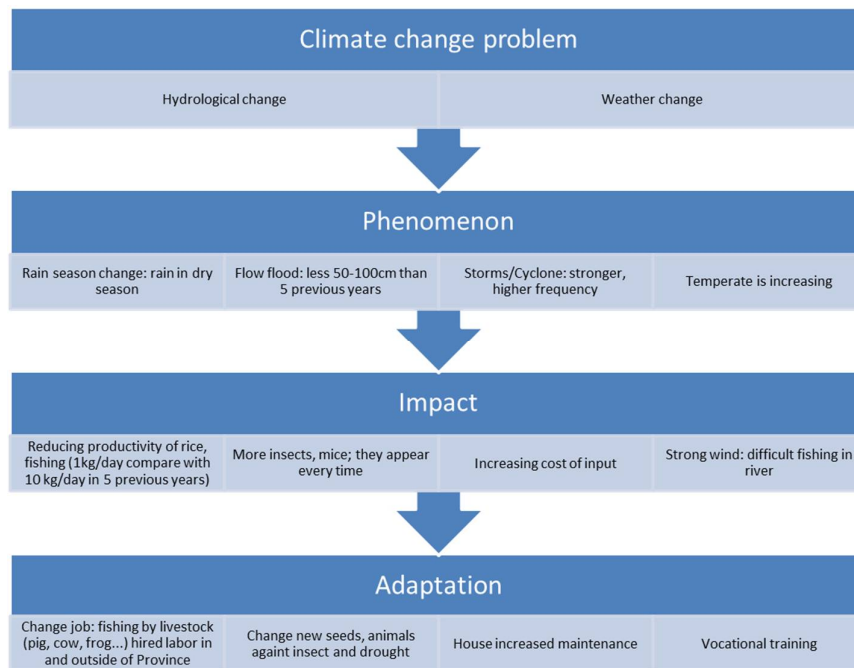 Climate change problem
Hydrological change
Weather change
Phenomenon
Rain season change: rain in dry
season
Flow flood: less 50-100cm than
5 previous years
Storms/Cyclone: stronger,
higher frequency
Temperate is increasing
Impact
Reducing productivity of rice,
fishing (1kg/day compare with
10 kg/day in 5 previous years)
More insects, mice; they appear
every time
Increasing cost of input
Strong wind: difficult fishing in
river
Adaptation
Change job: fishing by livestock
(pig, cow, frog...) hired labor in
and outside of Province
Change new seeds, animals
againt insect and drought
House increased maintenance
Vocational training